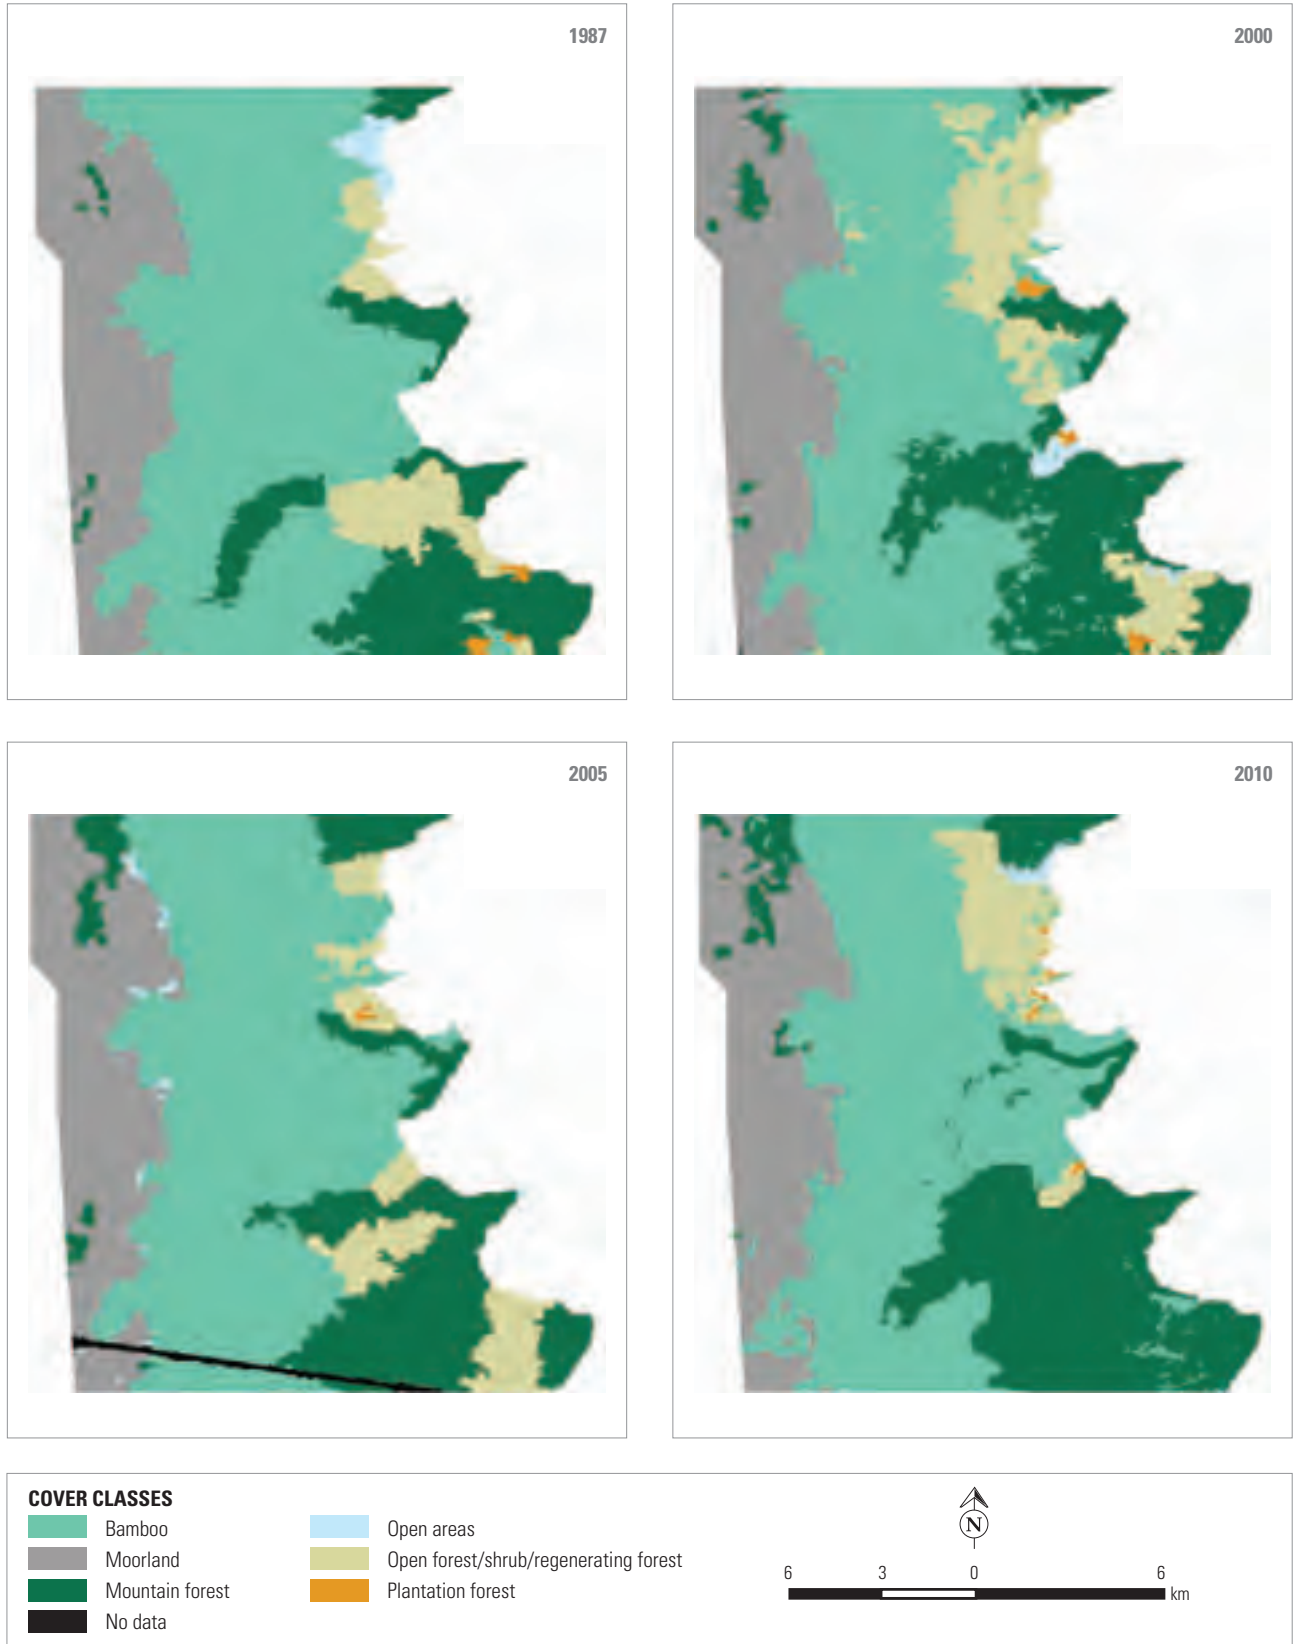 1987
2000
2005
2010
COVER CLASSES
Bamboo
Moorland
Mountain forest
No data
Open areas
Open forest/shrub/regenerating forest
Plantation forest
N
6 3 0 6
km